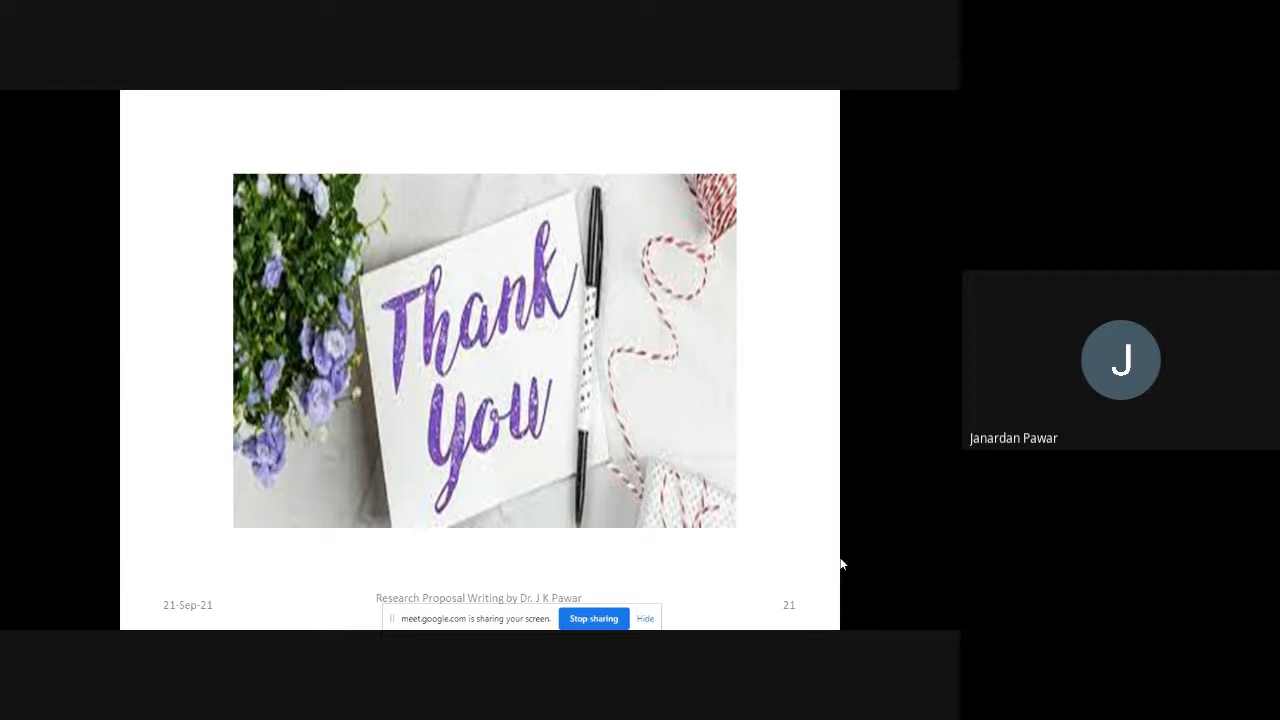 Thank
you
21-Sep-21
Research Proposal Writing by Dr. J K Pawar
21
meet.google.com is sharing your screen.
Stop sharing
Hide
J
Janardan Pawar